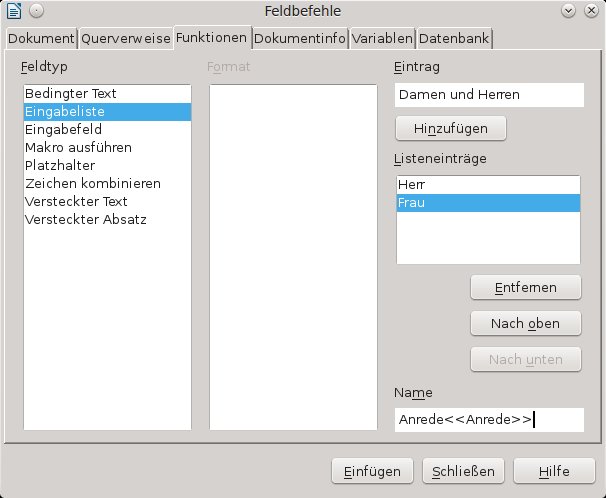 Feldbefehle
Dokument Querverweise Funktionen Dokumentinfo Variablen Datenbank
Feldtyp
Bedingter Text
Eingabeliste
Eingabefeld
Makro ausführen
Platzhalter
Zeichen kombinieren
Versteckter Text
Versteckter Absatz
Format
Eintrag
Damen und Herren
Hinzufügen
Listeneinträge
Herr
Frau
Entfernen
Nach oben
Nach unten
Name
Anrede<<Anrede>>
Einfügen Schließen Hilfe